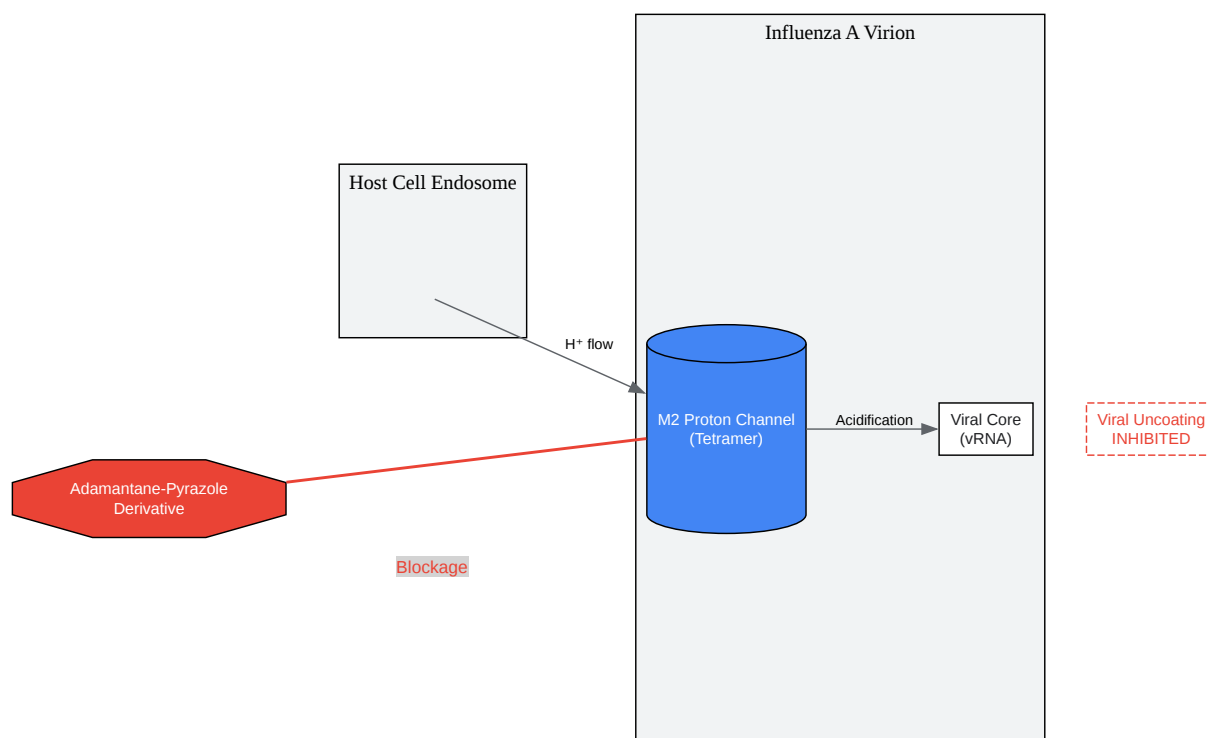 Influenza A Virion
Host Cell Endosome
H⁺ flow
M2 Proton Channel
(Tetramer)
Acidification
Viral Core
(vRNA)
Viral Uncoating
INHIBITED
Adamantane-Pyrazole
Derivative
Blockage